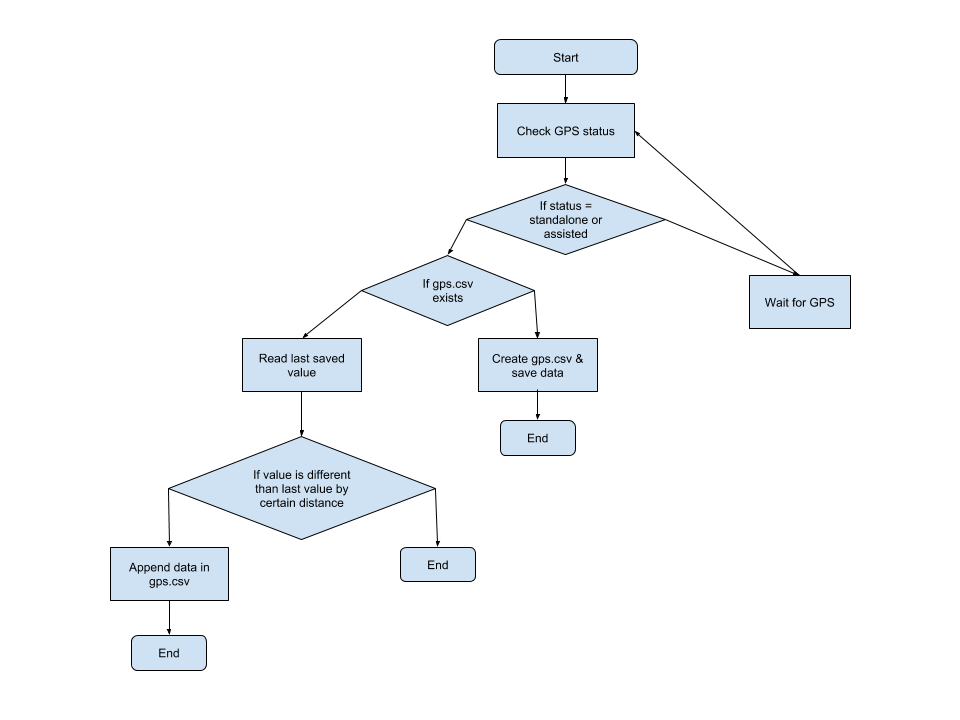 Start
Check GPS status
If status =
standalone or
assisted
If gps.csv
exists
Wait for GPS
Read last saved
value
Create gps.csv &
save data
End
If value is different
than last value by
certain distance
End
Append data in
gps.csv
End